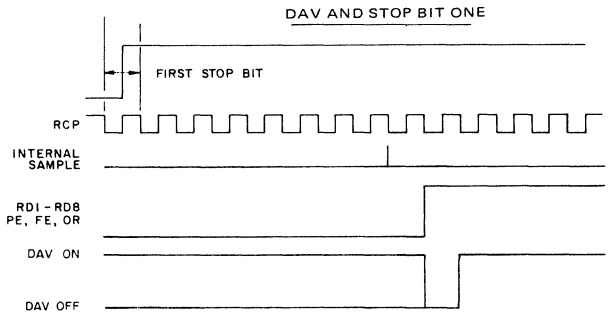 DAV AND STOP BIT ONE
FIRST STOP BIT
RCP
INTERNAL
SAMPLE
RD1-RD8
PE, FE, OR
DAV ON
DAV OFF